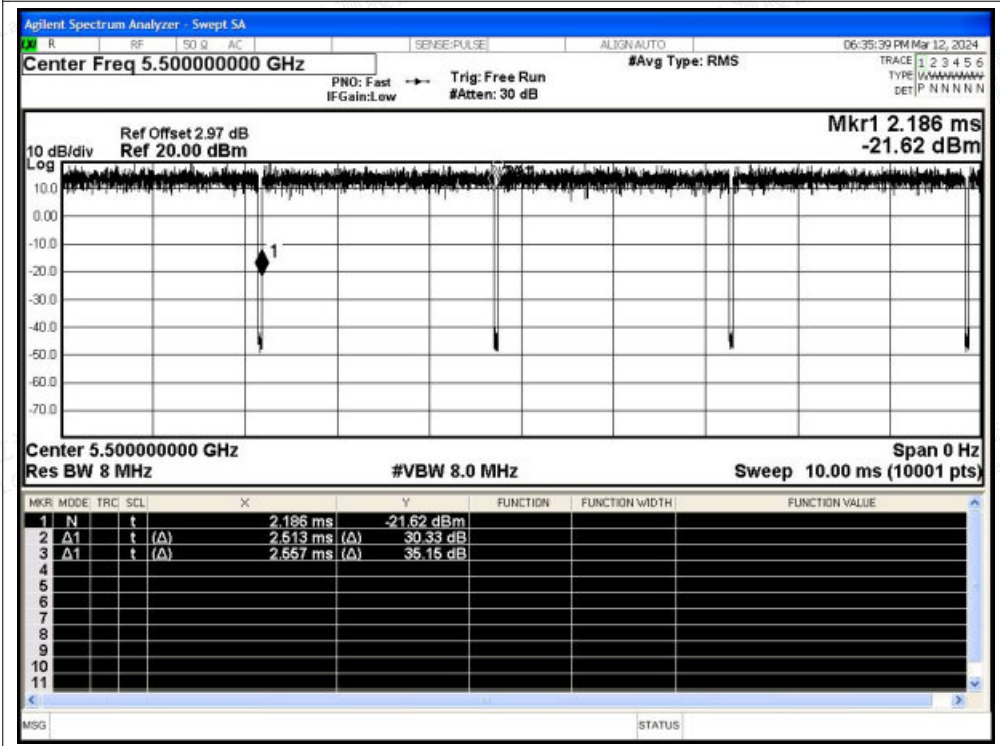 Agilent Spectrum Analyzer - Swept SA
LXI R RF 50 Ω AC SENSE:PULSE ALIGN AUTO 06:35:39 PM Mar 12, 2024
Center Freq 5.500000000 GHz #Avg Type: RMS TRACE 1 2 3 4 5 6
PNO: Fast Trig: Free Run TYPE
IFGain:Low #Atten: 30 dB DET P N N N N N
Mkr1 2.186 ms
Ref Offset 2.97 dB
10 dB/div Ref 20.00 dBm -21.62 dBm
Log
10.0
0.00
-10.0
1
-20.0
-30.0
-40.0
-50.0
-60.0
-70.0
Center 5.500000000 GHz Span 0 Hz
Res BW 8 MHz #VBW 8.0 MHz Sweep 10.00 ms (10001 pts)
MKR MODE TRC SCL X Y FUNCTION FUNCTION WIDTH FUNCTION VALUE
1 N t 2.186 ms -21.62 dBm
2 Δ1 t (Δ) 2.513 ms (Δ) 30.33 dB
3 Δ1 t (Δ) 2.557 ms (Δ) 35.15 dB
4
5
6
7
8
9
10
11
MSG STATUS